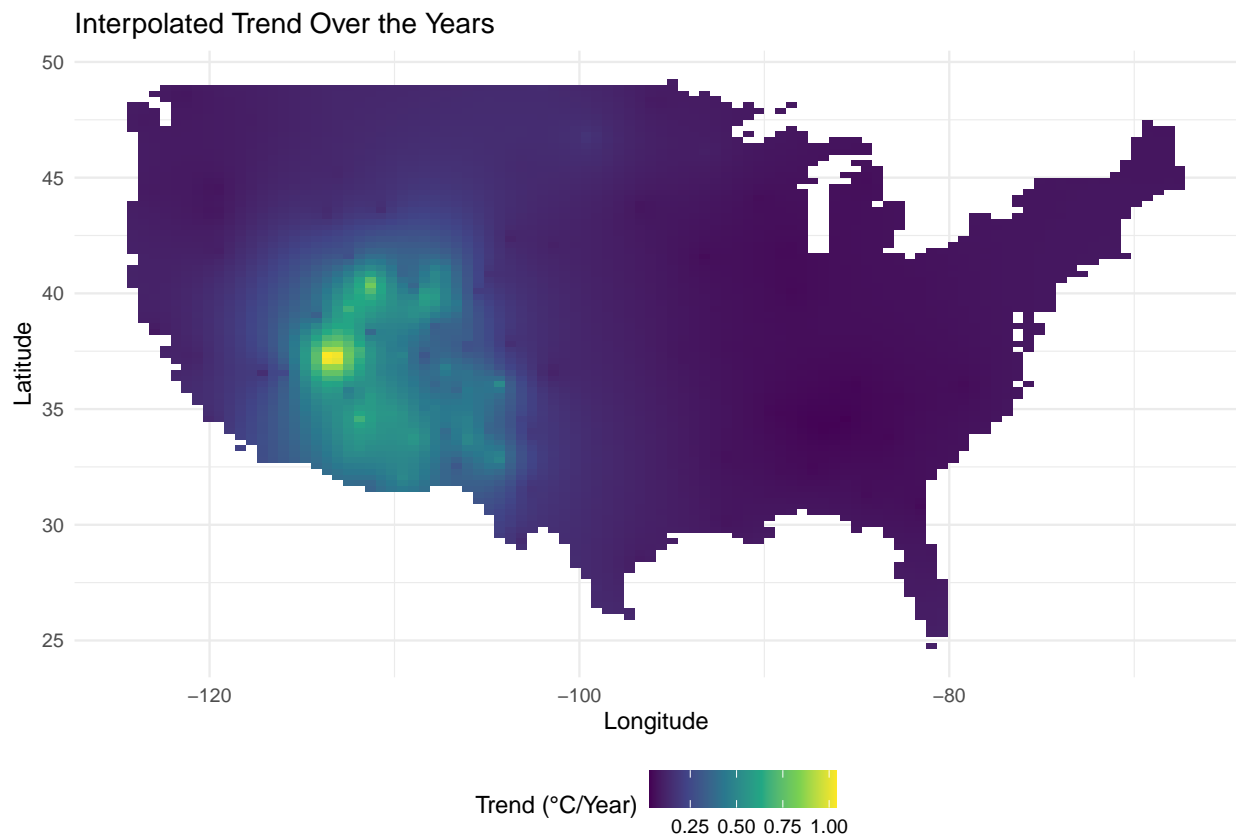 Interpolated Trend Over the Years
50
45
40
35
30
25
Latitude
−120 −100 −80
Longitude
Trend (°C/Year)
0.25 0.50 0.75 1.00